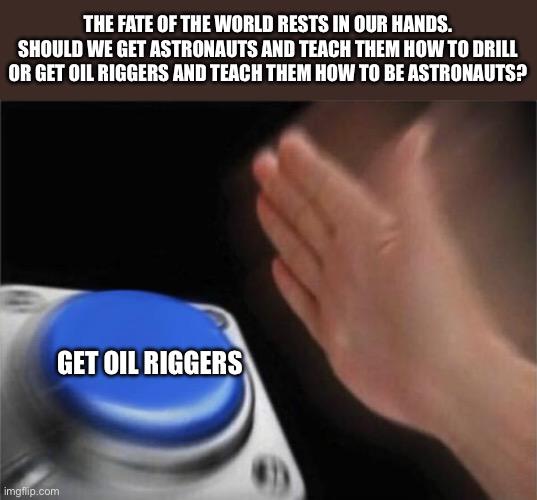 THE FATE OF THE WORLD RESTS IN OUR HANDS.
SHOULD WE GET ASTRONAUTS AND TEACH THEM HOW TO DRILL
OR GET OIL RIGGERS AND TEACH THEM HOW TO BE ASTRONAUTS?
GET OIL RIGGERS
imgflip.com